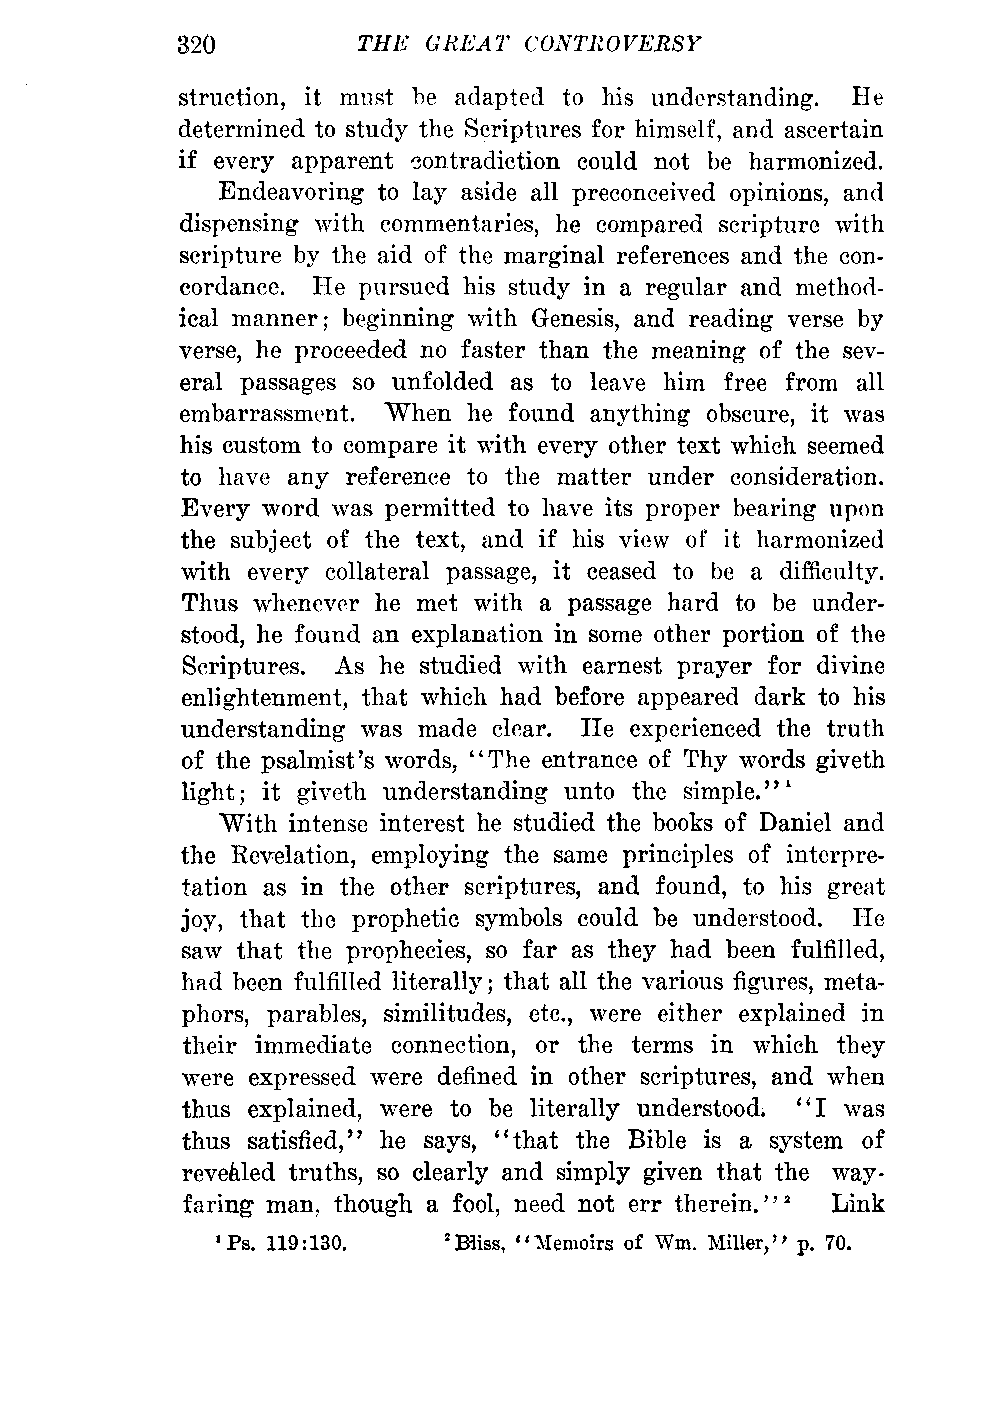 320 THE GREAT CONTROVERSY
struction, it must be adapted to his understanding. He
determined to study the Scriptures for himself, and ascertain
if every apparent contradiction could not be harmonized.
Endeavoring to lay aside all preconceived opinions, and
dispensing with commentaries, he compared scripture with
scripture by the aid of the marginal references and the con-
cordance. He pursued his study in a regular and method-
ical manner; beginning with Genesis, and reading verse by
verse, he proceeded no faster than the meaning of the sev-
eral passages so unfolded as to leave him free from all
embarrassment. When he found anything obscure, it was
his custom to compare it with every other text which seemed
to have any reference to the matter under consideration.
Every word was permitted to have its proper bearing upon
the subject of the text, and if his view of it harmonized
with every collateral passage, it ceased to be a difficulty.
Thus whenever he met with a passage hard to be under-
stood, he found an explanation in some other portion of the
Scriptures. As he studied with earnest prayer for divine
enlightenment, that which had before appeared dark to his
understanding was made clear. He experienced the truth
of the psalmist's words, "The entrance of Thy words giveth
light; it giveth understanding unto the simple."¹
With intense interest he studied the books of Daniel and
the Revelation, employing the same principles of interpre-
tation as in the other scriptures, and found, to his great
joy, that the prophetic symbols could be understood. He
saw that the prophecies, so far as they had been fulfilled,
had been fulfilled literally; that all the various figures, meta-
phors, parables, similitudes, etc., were either explained in
their immediate connection, or the terms in which they
were expressed were defined in other scriptures, and when
thus explained, were to be literally understood. "I was
thus satisfied," he says, "that the Bible is a system of
revealed truths, so clearly and simply given that the way-
faring man, though a fool, need not err therein."² Link
¹ Ps. 119:130. ² Bliss, "Memoirs of Wm. Miller," p. 70.